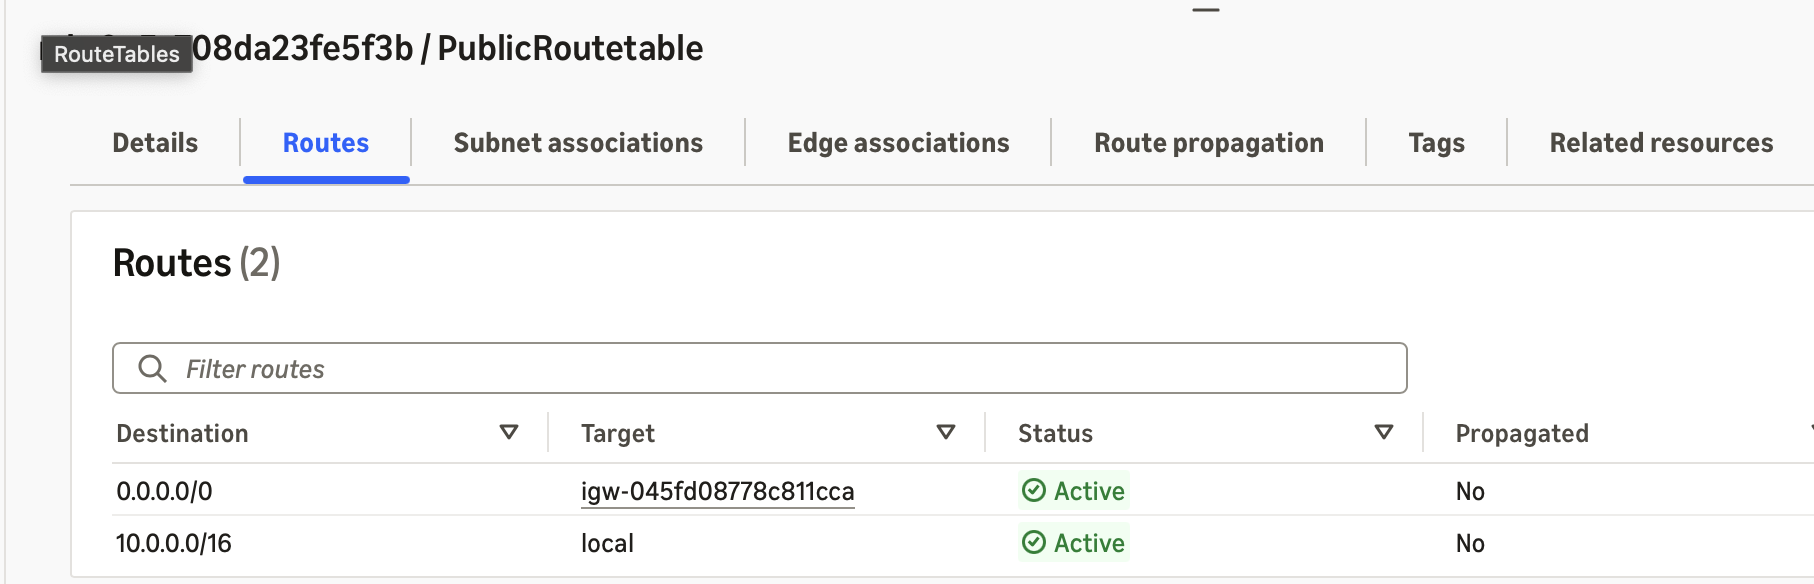 RouteTables
08da23fe5f3b / PublicRoutetable
Details Routes Subnet associations Edge associations Route propagation Tags Related resources
Routes (2)
Filter routes
Destination Target Status Propagated
0.0.0.0/0 igw-045fd08778c811cca Active No
10.0.0.0/16 local Active No